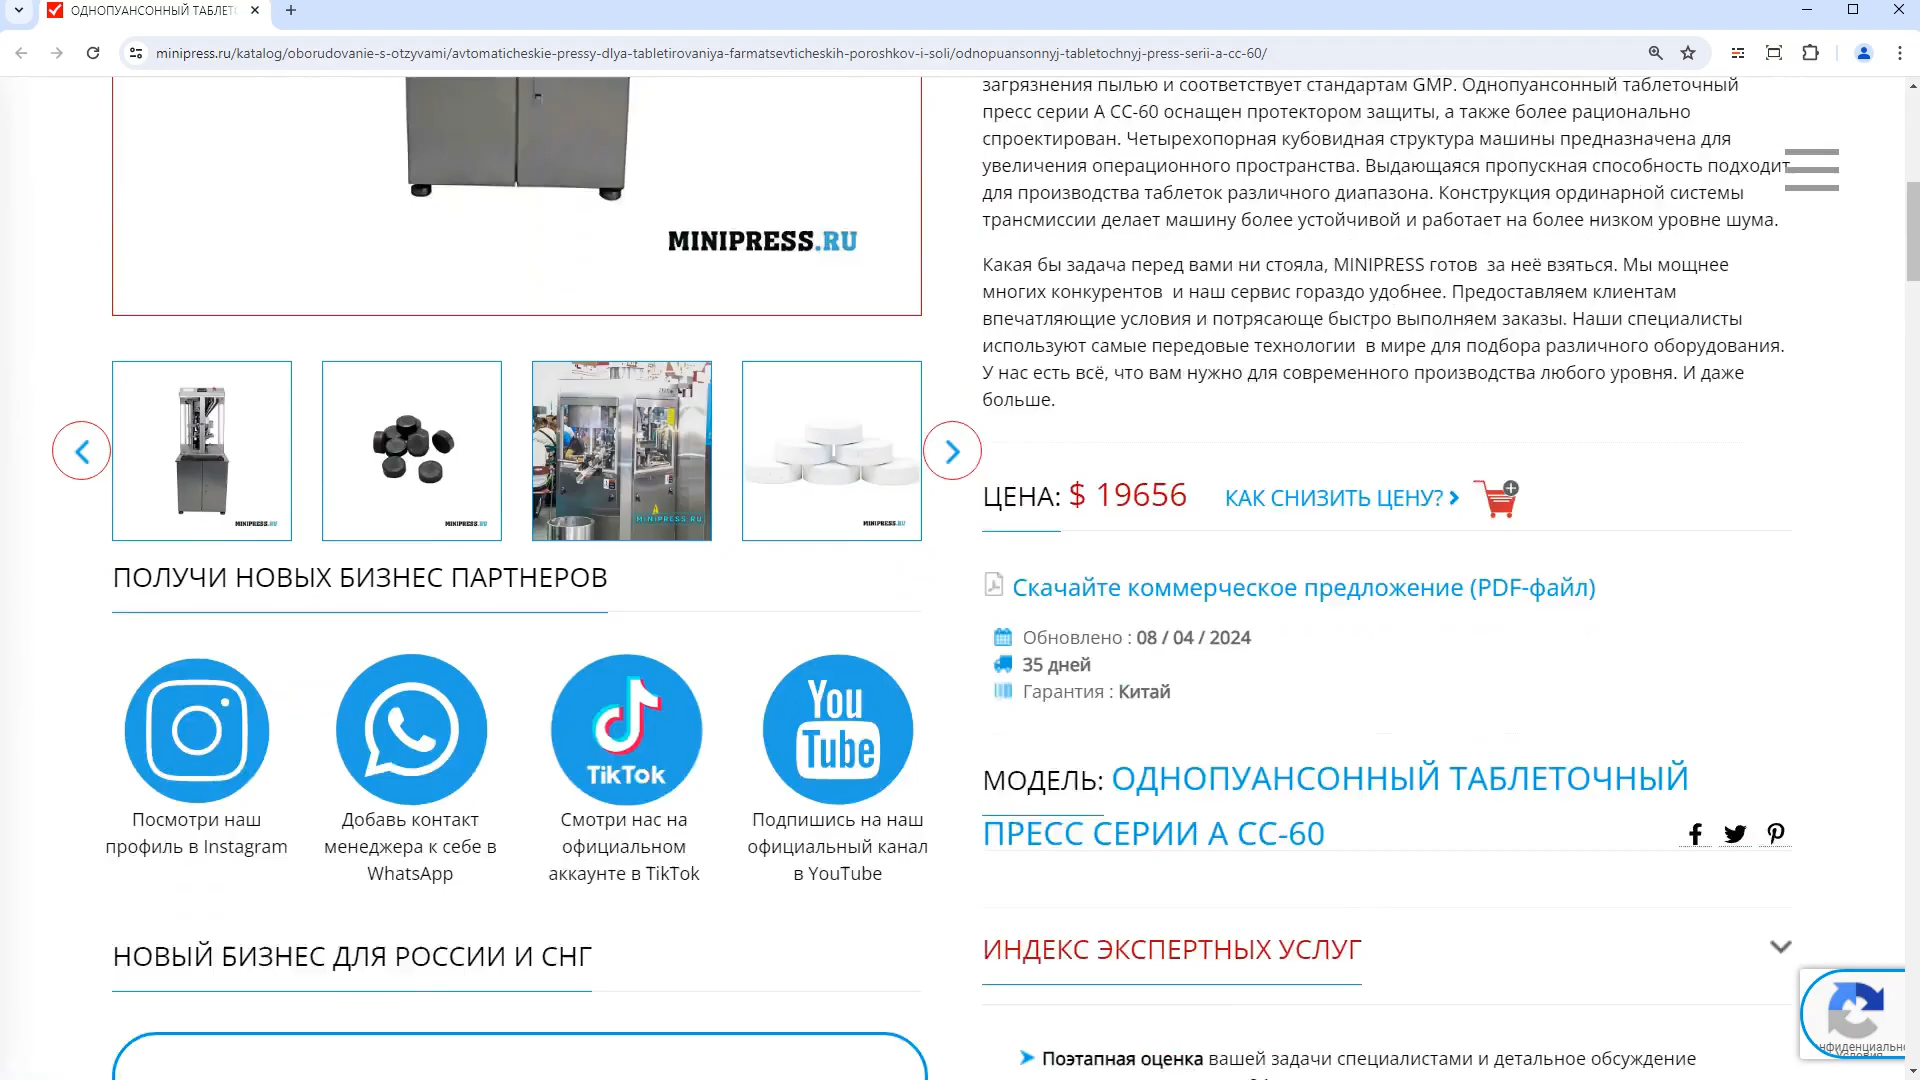 ОДНОПУАНСОННЫЙ ТАБЛЕТ
minipress.ru/katalog/oborudovanie-s-otzyvami/avtomaticheskie-pressy-dlya-tabletirovaniya-farmatsevticheskih-poroshkov-i-soli/odnopuansonnyj-tabletochnyj-press-serii-a-cc-60/
MINIPRESS.RU
MINIPRESS.RU
MINIPRESS.RU
MINIPRESS.RU
MINIPRESS.RU
ПОЛУЧИ НОВЫХ БИЗНЕС ПАРТНЕРОВ
TikTok
You
Tube
Посмотри наш
профиль в Instagram
Добавь контакт
менеджера к себе в
WhatsApp
Смотри нас на
официальном
аккаунте в TikTok
Подпишись на наш
официальный канал
в YouTube
НОВЫЙ БИЗНЕС ДЛЯ РОССИИ И СНГ
загрязнения пылью и соответствует стандартам GMP. Однопуансонный таблеточный
пресс серии А СС-60 оснащен протектором защиты, а также более рационально
спроектирован. Четырехопорная кубовидная структура машины предназначена для
увеличения операционного пространства. Выдающаяся пропускная способность подходит
для производства таблеток различного диапазона. Конструкция ординарной системы
трансмиссии делает машину более устойчивой и работает на более низком уровне шума.
Какая бы задача перед вами ни стояла, MINIPRESS готов за неё взяться. Мы мощнее
многих конкурентов и наш сервис гораздо удобнее. Предоставляем клиентам
впечатляющие условия и потрясающе быстро выполняем заказы. Наши специалисты
используют самые передовые технологии в мире для подбора различного оборудования.
У нас есть всё, что вам нужно для современного производства любого уровня. И даже
больше.
ЦЕНА: $ 19656 КАК СНИЗИТЬ ЦЕНУ?
Скачайте коммерческое предложение (PDF-файл)
Обновлено : 08 / 04 / 2024
35 дней
Гарантия : Китай
МОДЕЛЬ: ОДНОПУАНСОННЫЙ ТАБЛЕТОЧНЫЙ
ПРЕСС СЕРИИ А СС-60
ИНДЕКС ЭКСПЕРТНЫХ УСЛУГ
Поэтапная оценка вашей задачи специалистами и детальное обсуждение